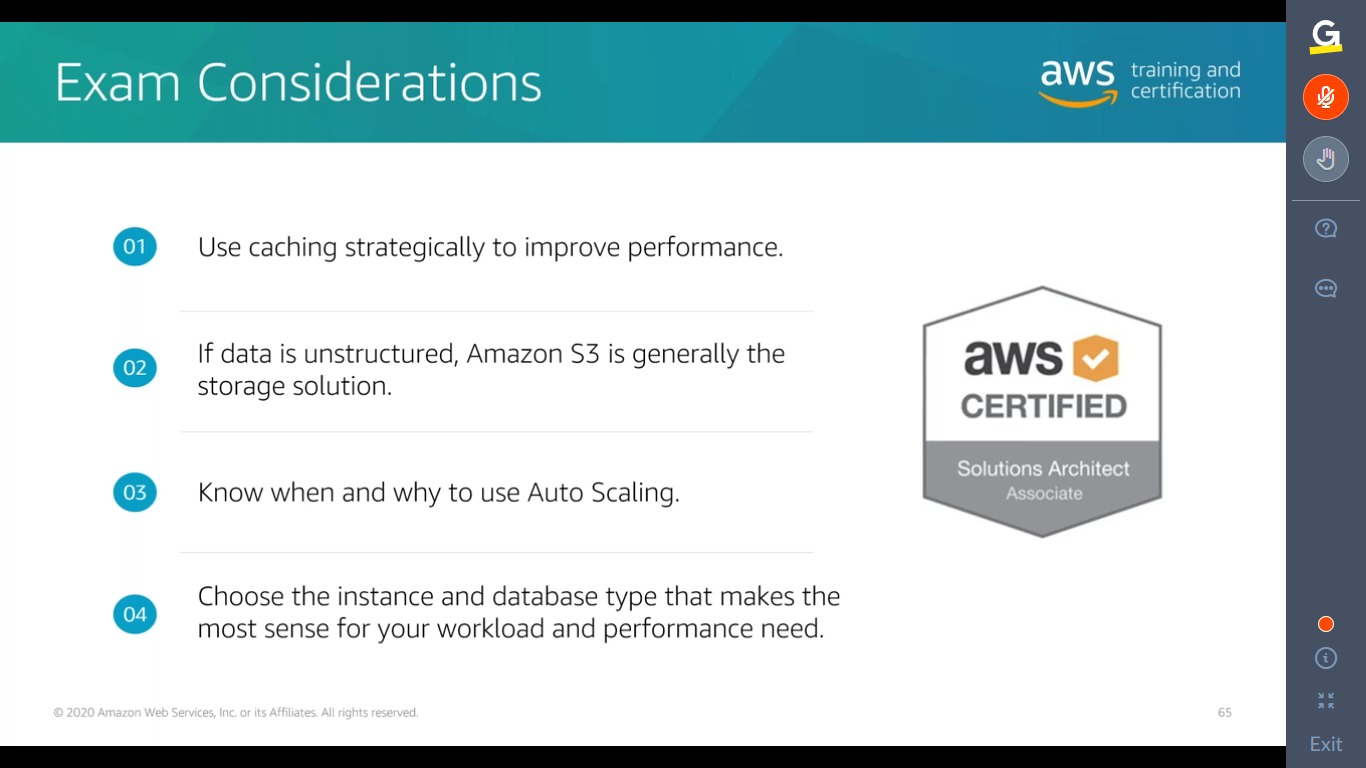 Exam Considerations
aws training and
certification
01 Use caching strategically to improve performance.
02 If data is unstructured, Amazon S3 is generally the
storage solution.
03 Know when and why to use Auto Scaling.
04 Choose the instance and database type that makes the
most sense for your workload and performance need.
aws
CERTIFIED
Solutions Architect
Associate
© 2020 Amazon Web Services, Inc. or its Affiliates. All rights reserved.
65
G
Exit